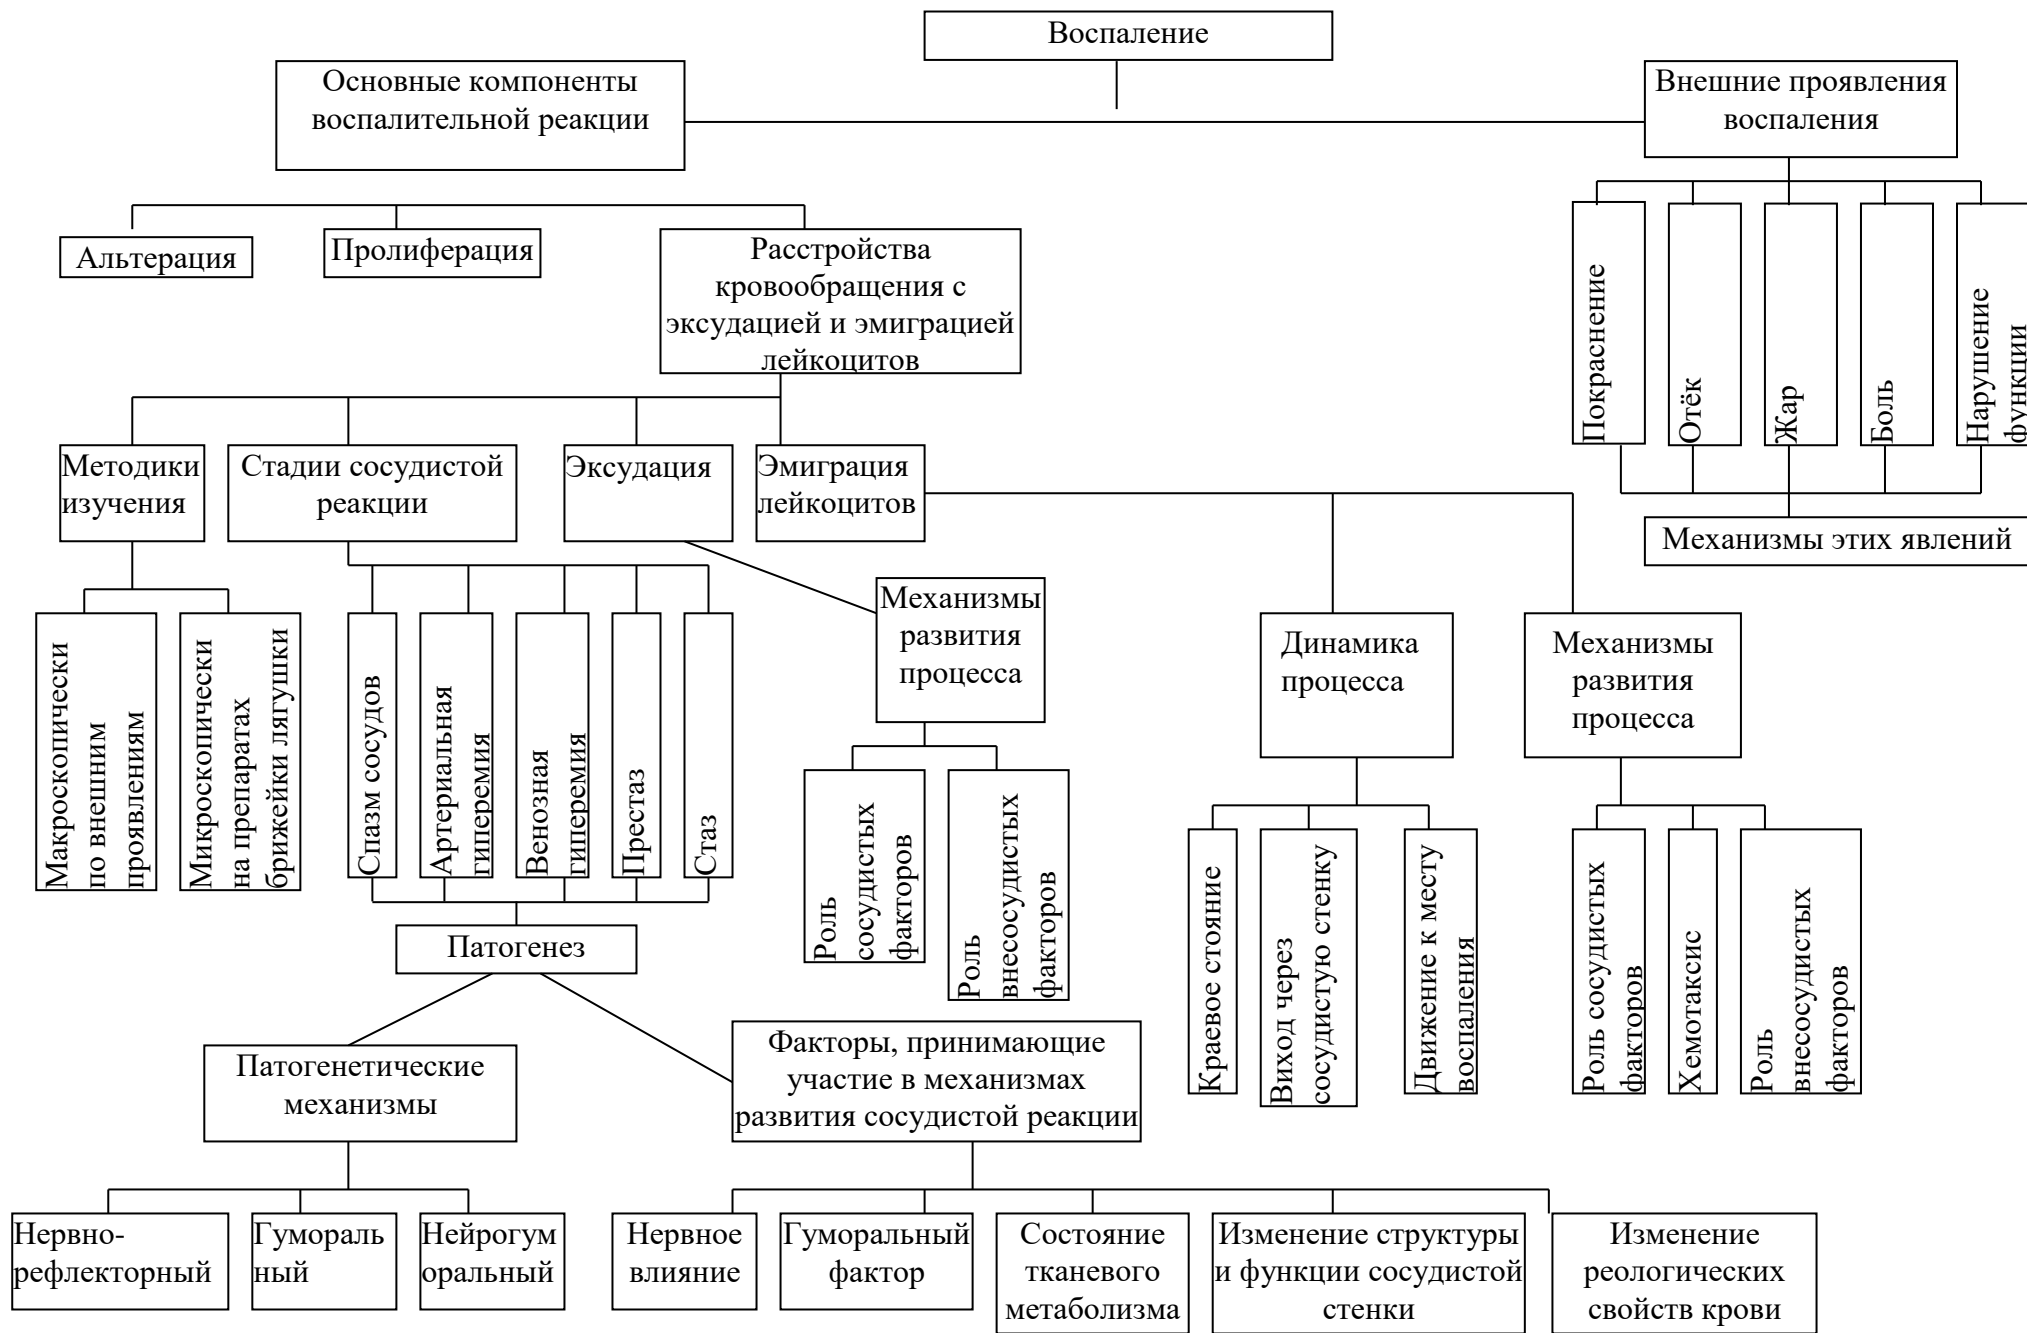 Воспаление
Основные компоненты
воспалительной реакции
Внешние проявления
воспаления
Альтерация
Пролиферация
Расстройства
кровообращения с
эксудацией и эмиграцией
лейкоцитов
Покраснение
Отёк
Жар
Боль
Нарушение
функции
Методики
изучения
Стадии сосудистой
реакции
Эксудация
Эмиграция
лейкоцитов
Механизмы этих явлений
Макроскопически
по внешним
проявлениям
Микроскопически
на препаратах
брижейки лягушки
Спазм сосудов
Артериальная
гиперемия
Венозная
гиперемия
Престаз
Стаз
Механизмы
развития
процесса
Динамика
процесса
Механизмы
развития
процесса
Роль
сосудистых
факторов
Роль
внесосудистых
факторов
Краевое стояние
Виход через
сосудистую стенку
Движение к месту
воспаления
Роль сосудистых
факторов
Хемотаксис
Роль
внесосудистых
факторов
Патогенез
Патогенетические
механизмы
Факторы, принимающие
участие в механизмах
развития сосудистой реакции
Нервно-
рефлекторный
Гумораль
ный
Нейрогум
оральный
Нервное
влияние
Гуморальный
фактор
Состояние
тканевого
метаболизма
Изменение структуры
и функции сосудистой
стенки
Изменение
реологических
свойств крови